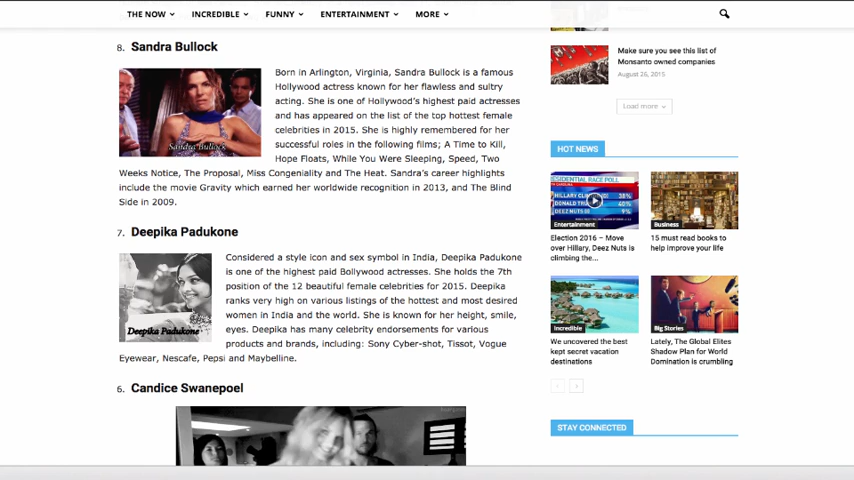 THE NOW
INCREDIBLE
FUNNY
ENTERTAINMENT
MORE
8. Sandra Bullock
Born in Arlington, Virginia, Sandra Bullock is a famous
Hollywood actress known for her flawless and sultry
acting. She is one of Hollywood's highest paid actresses
and has appeared on the list of the top hottest female
celebrities in 2015. She is highly remembered for her
successful roles in the following films; A Time to Kill,
Hope Floats, While You Were Sleeping, Speed, Two
Weeks Notice, The Proposal, Miss Congeniality and The Heat. Sandra's career highlights
include the movie Gravity which earned her worldwide recognition in 2013, and The Blind
Side in 2009.
Sandra Bullock
7. Deepika Padukone
Considered a style icon and sex symbol in India, Deepika Padukone
is one of the highest paid Bollywood actresses. She holds the 7th
position of the 12 beautiful female celebrities for 2015. Deepika
ranks very high on various listings of the hottest and most desired
women in India and the world. She is known for her height, smile,
eyes. Deepika has many celebrity endorsements for various
products and brands, including: Sony Cyber-shot, Tissot, Vogue
Eyewear, Nescafe, Pepsi and Maybelline.
Deepika Padukone
6. Candice Swanepoel
Make sure you see this list of
Monsanto owned companies
August 26, 2015
Load more
HOT NEWS
ESIDENTIAL RACE POLL
HILLARY CLI 38%
DONALD TRU 40%
DEEZ NUTS (I) 9%
Entertainment
Election 2016 – Move
over Hillary, Deez Nuts is
climbing the...
Business
15 must read books to
help improve your life
Incredible
We uncovered the best
kept secret vacation
destinations
Big Stories
Lately, The Global Elites
Shadow Plan for World
Domination is crumbling
STAY CONNECTED